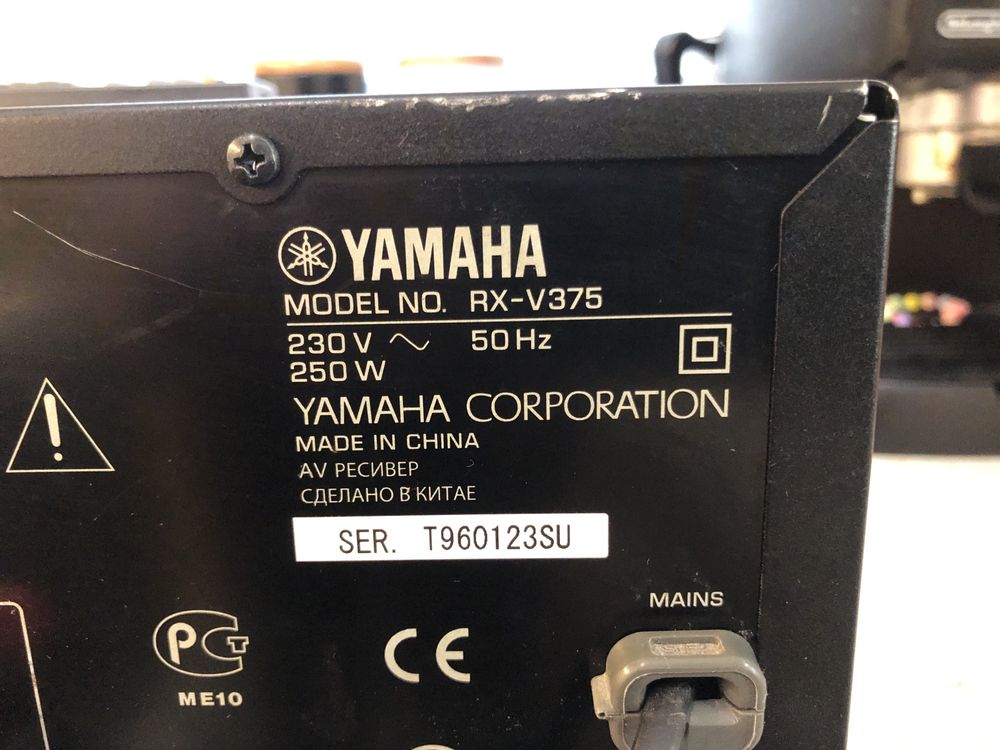 YAMAHA
MODEL NO. RX-V375
230 V ~ 50 Hz
250 W
YAMAHA CORPORATION
MADE IN CHINA
AV РЕСИВЕР
СДЕЛАНО В КИТАЕ
SER. T960123SU
MAINS
PCT
ME10
CE